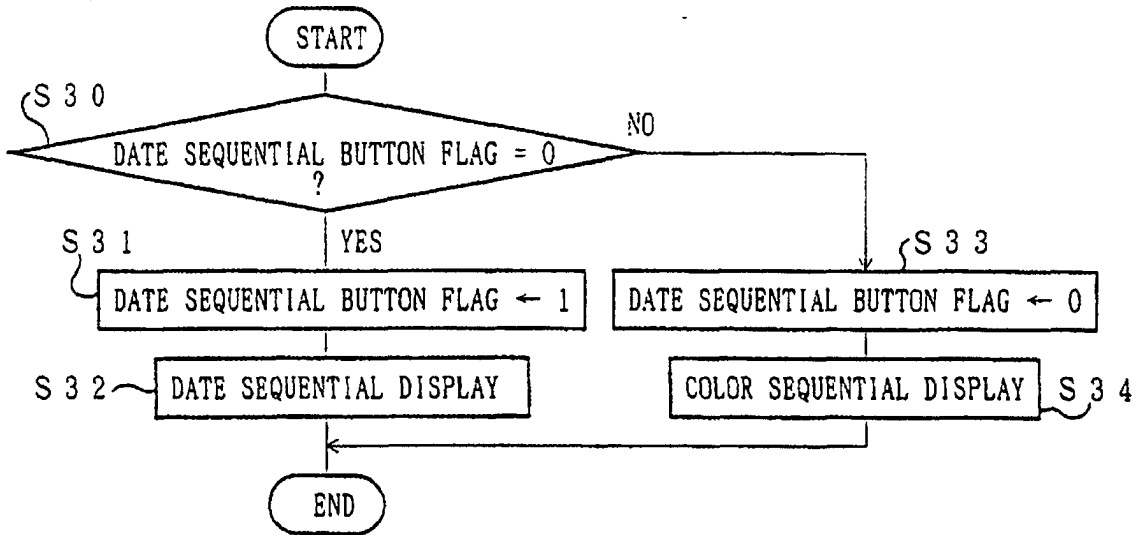 START
S30
DATE SEQUENTIAL BUTTON FLAG = 0
?
NO
YES
S31
DATE SEQUENTIAL BUTTON FLAG ← 1
S33
DATE SEQUENTIAL BUTTON FLAG ← 0
S32
DATE SEQUENTIAL DISPLAY
COLOR SEQUENTIAL DISPLAY
S34
END